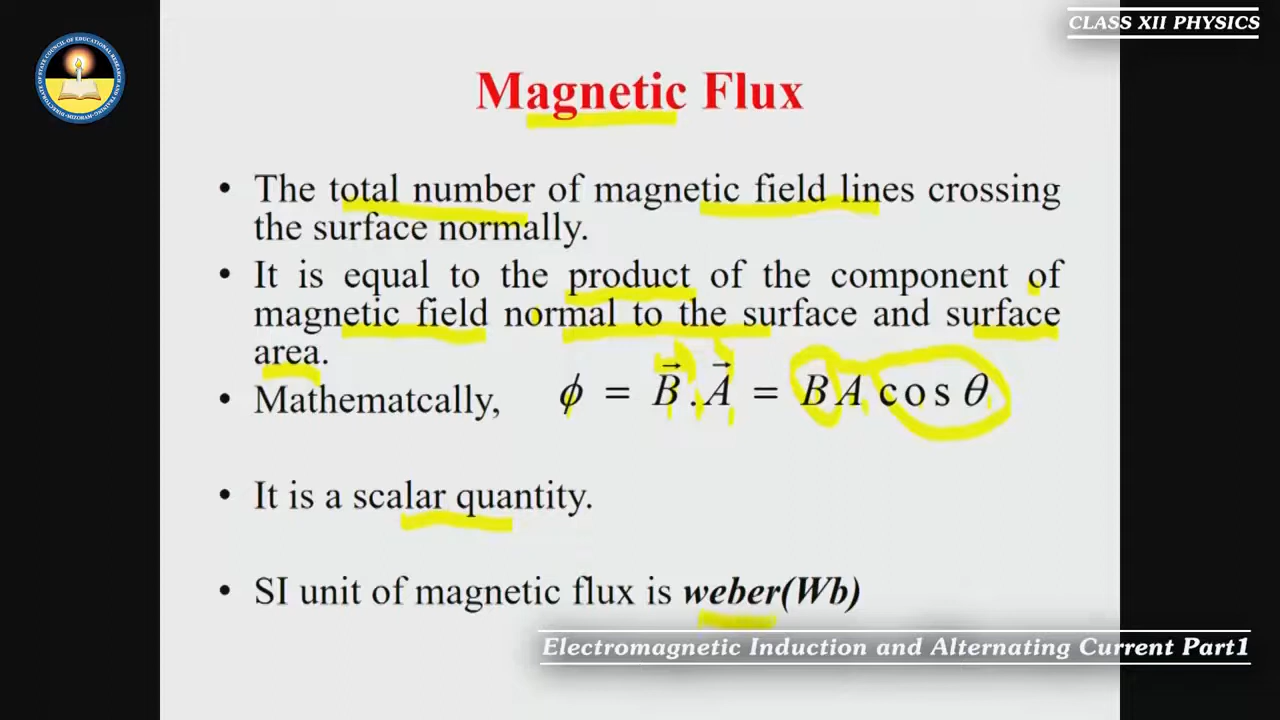 CLASS XII PHYSICS
Magnetic Flux
• The total number of magnetic field lines crossing
the surface normally.
• It is equal to the product of the component of
magnetic field normal to the surface and surface
area.
• Mathematcally, ϕ = B⃗ . A⃗ = B A cos θ
• It is a scalar quantity.
• SI unit of magnetic flux is weber(Wb)
Electromagnetic Induction and Alternating Current Part1